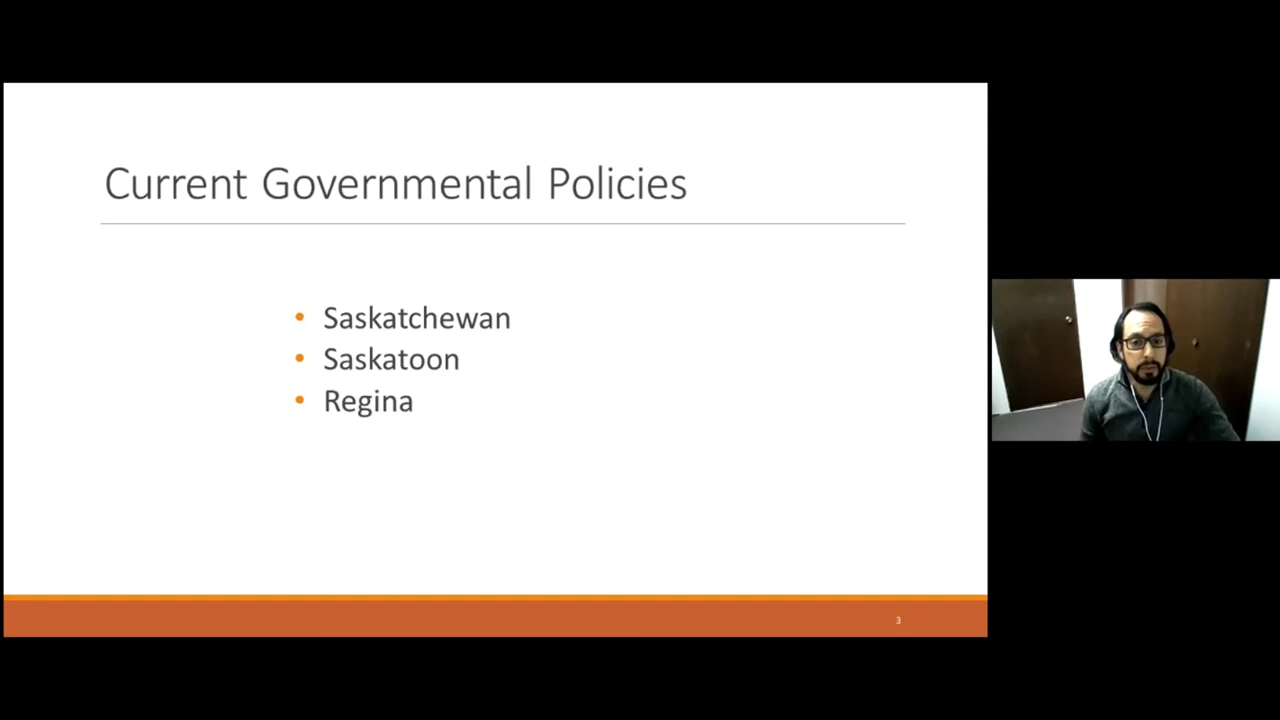 Current Governmental Policies
• Saskatchewan
• Saskatoon
• Regina
3